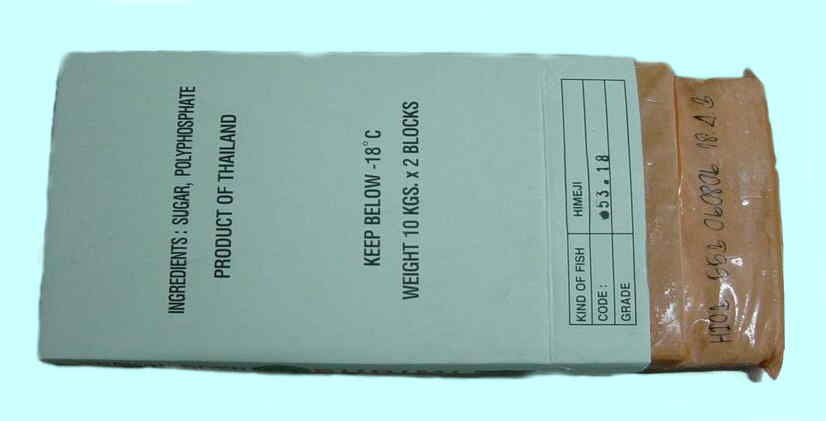 INGREDIENTS : SUGAR, POLYPHOSPHATE
PRODUCT OF THAILAND
KEEP BELOW -18°C
WEIGHT 10 KGS. x 2 BLOCKS
KIND OF FISH HIMEJI
CODE : 53.18
GRADE
060806